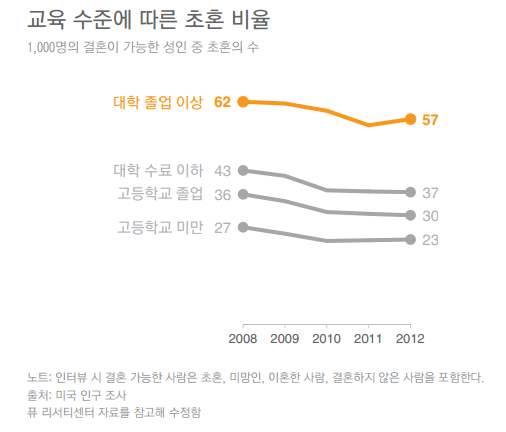 교육 수준에 따른 초혼 비율
1,000명의 결혼이 가능한 성인 중 초혼의 수
대학 졸업 이상 62 57
대학 수료 이하 43 37
고등학교 졸업 36 30
고등학교 미만 27 23
2008 2009 2010 2011 2012
노트: 인터뷰 시 결혼 가능한 사람은 초혼, 미망인, 이혼한 사람, 결혼하지 않은 사람을 포함한다.
출처: 미국 인구 조사
퓨 리서티센터 자료를 참고해 수정함